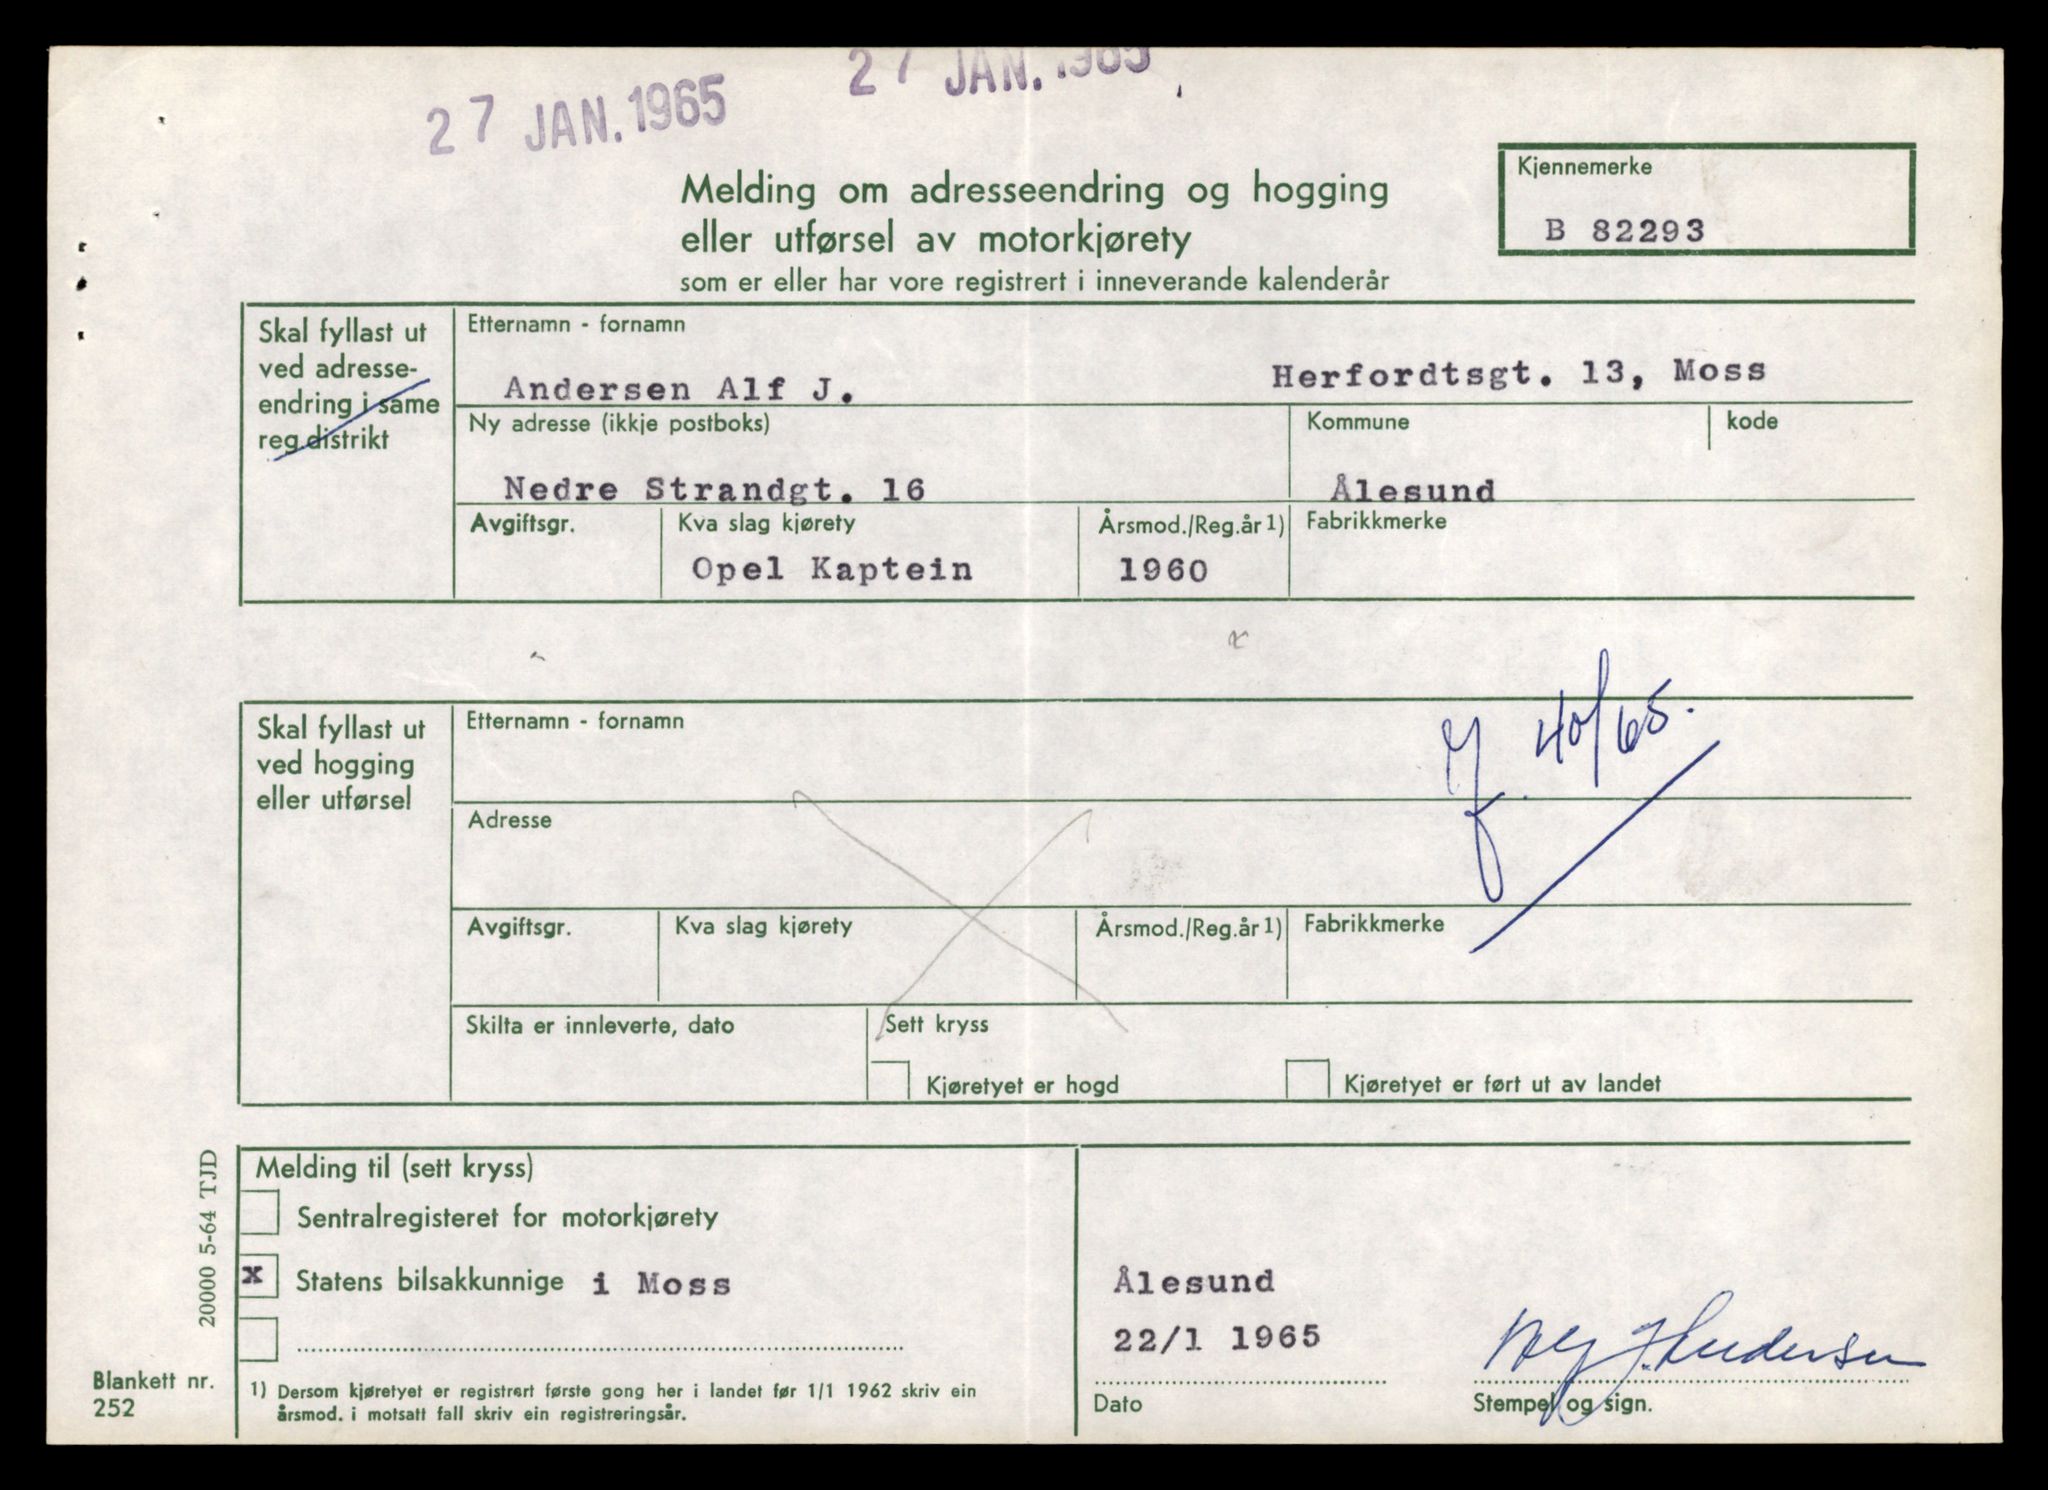 27 JAN. 1965
27 JAN. 1965
Kjennemerke
B 82293
Melding om adresseendring og hogging
eller utførsel av motorkjørety
som er eller har vore registrert i inneverande kalenderår
Skal fyllast ut
ved adresse-
endring i same
reg.distrikt
Etternamn - fornamn
Andersen Alf J. Herfordtsgt. 13, Moss
Ny adresse (ikkje postboks) Kommune kode
Nedre Strandgt. 16 Ålesund
Avgiftsgr. Kva slag kjørety Årsmod./Reg.år 1) Fabrikkmerke
Opel Kaptein 1960
x
Skal fyllast ut
ved hogging
eller utførsel
Etternamn - fornamn
40/65.
Adresse
Avgiftsgr. Kva slag kjørety Årsmod./Reg.år 1) Fabrikkmerke
Skilta er innleverte, dato Sett kryss
Kjøretyet er hogd Kjøretyet er ført ut av landet
Melding til (sett kryss)
Sentralregisteret for motorkjørety
x Statens bilsakkunnige i Moss
Ålesund
22/1 1965
Alf J. Andersen
Dato Stempel og sign.
1) Dersom kjøretyet er registrert første gong her i landet før 1/1 1962 skriv ein
årsmod. i motsatt fall skriv ein registreringsår.
20000 5-64 TJD
Blankett nr.
252